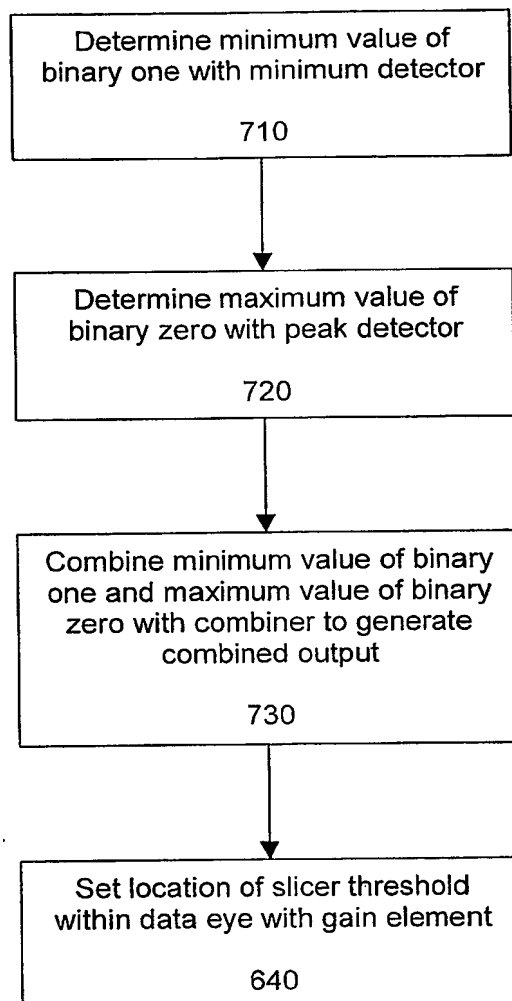 Determine minimum value of
binary one with minimum detector
710
Determine maximum value of
binary zero with peak detector
720
Combine minimum value of binary
one and maximum value of binary
zero with combiner to generate
combined output
730
Set location of slicer threshold
within data eye with gain element
640